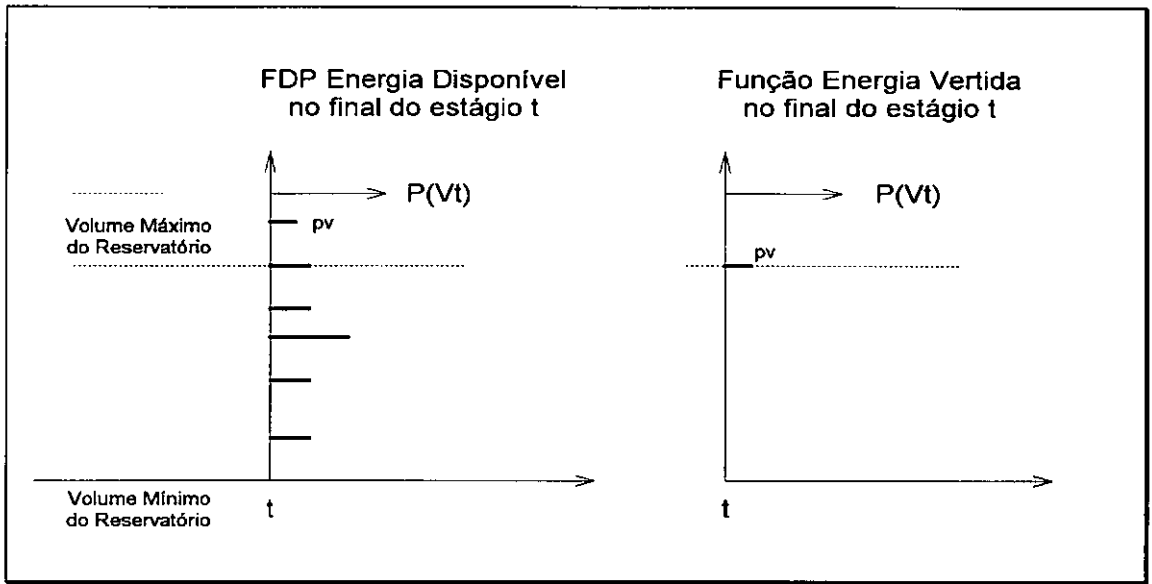 FDP Energia Disponível
no final do estágio t
Função Energia Vertida
no final do estágio t
P(Vt)
P(Vt)
Volume Máximo
do Reservatório
pv
pv
Volume Mínimo
do Reservatório
t
t